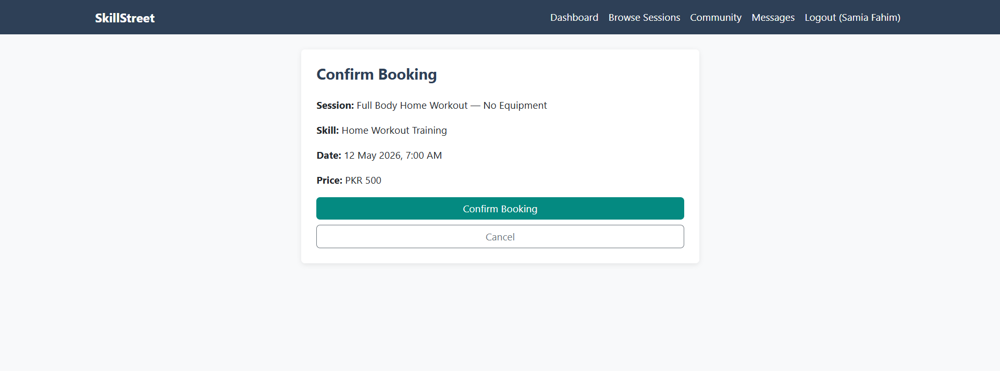 SkillStreet
Dashboard Browse Sessions Community Messages Logout (Samia Fahim)
Confirm Booking
Session: Full Body Home Workout — No Equipment
Skill: Home Workout Training
Date: 12 May 2026, 7:00 AM
Price: PKR 500
Confirm Booking
Cancel